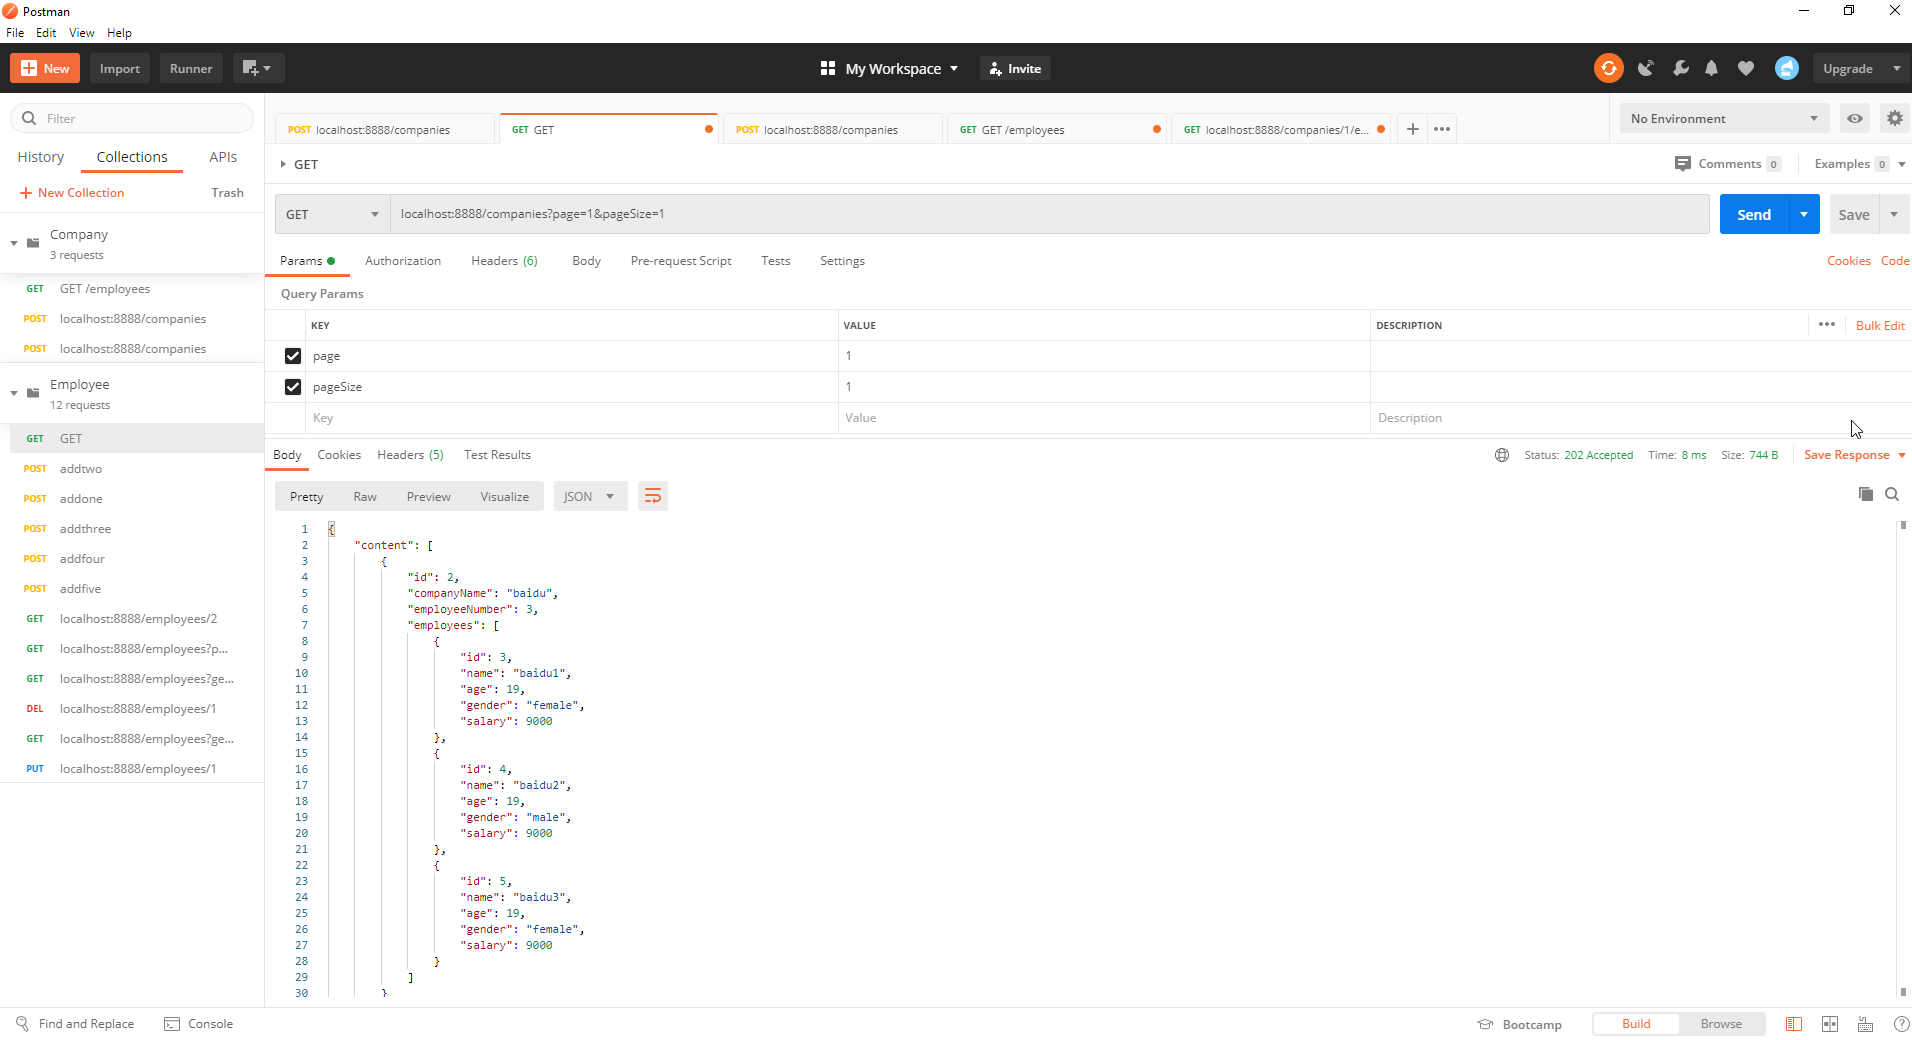 Postman
File Edit View Help
New Import Runner My Workspace Invite Upgrade
Filter
History Collections APIs
New Collection Trash
Company
3 requests
GET GET /employees
POST localhost:8888/companies
POST localhost:8888/companies
Employee
12 requests
GET GET
POST addtwo
POST addone
POST addthree
POST addfour
POST addfive
GET localhost:8888/employees/2
GET localhost:8888/employees?p...
GET localhost:8888/employees?ge...
DEL localhost:8888/employees/1
GET localhost:8888/employees?ge...
PUT localhost:8888/employees/1
POST localhost:8888/companies GET GET POST localhost:8888/companies GET GET /employees GET localhost:8888/companies/1/e... No Environment
GET Comments 0 Examples 0
GET localhost:8888/companies?page=1&pageSize=1 Send Save
Params Authorization Headers (6) Body Pre-request Script Tests Settings Cookies Code
Query Params
KEY VALUE DESCRIPTION Bulk Edit
page 1
pageSize 1
Key Value Description
Body Cookies Headers (5) Test Results Status: 202 Accepted Time: 8 ms Size: 744 B Save Response
Pretty Raw Preview Visualize JSON
1 {
2 "content": [
3 {
4 "id": 2,
5 "companyName": "baidu",
6 "employeeNumber": 3,
7 "employees": [
8 {
9 "id": 3,
10 "name": "baidu1",
11 "age": 19,
12 "gender": "female",
13 "salary": 9000
14 },
15 {
16 "id": 4,
17 "name": "baidu2",
18 "age": 19,
19 "gender": "male",
20 "salary": 9000
21 },
22 {
23 "id": 5,
24 "name": "baidu3",
25 "age": 19,
26 "gender": "female",
27 "salary": 9000
28 }
29 ]
30 }
Find and Replace Console Bootcamp Build Browse